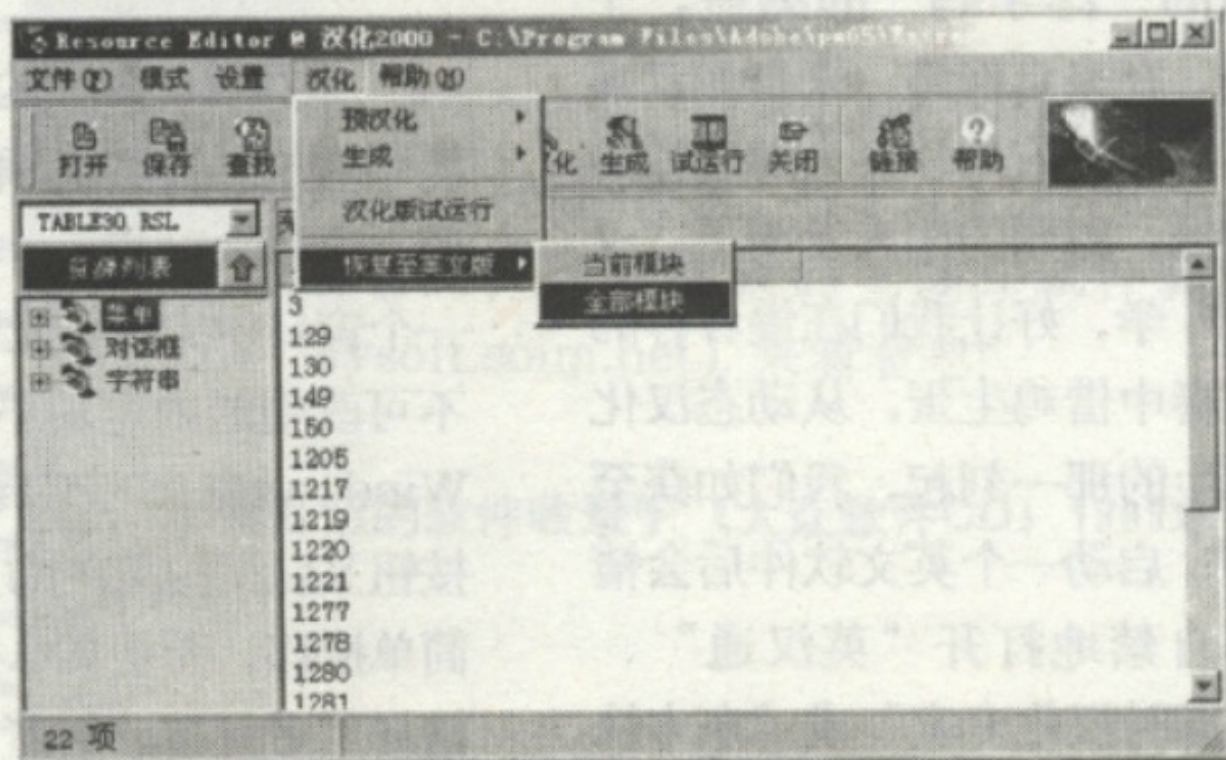 Resource Editor @ 汉化2000 - C:\Program Files\Adobe\pm65\
文件(F) 模式 设置 汉化 帮助(H)
打开 保存 查找 化 生成 试运行 关闭 链接 帮助
预汉化
生成
汉化版试运行
恢复至英文版
当前模块
全部模块
TABLE30.RSL
资源列表
菜单
对话框
字符串
3
129
130
149
150
1205
1217
1219
1220
1221
1277
1278
1280
1281
22 项